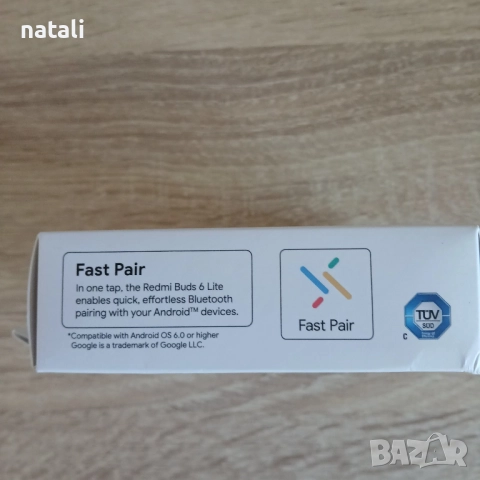 natali
Fast Pair
In one tap, the Redmi Buds 6 Lite
enables quick, effortless Bluetooth
pairing with your Android™ devices.
*Compatible with Android OS 6.0 or higher
Google is a trademark of Google LLC.
Fast Pair
TÜV
SÜD
C
BAZAR